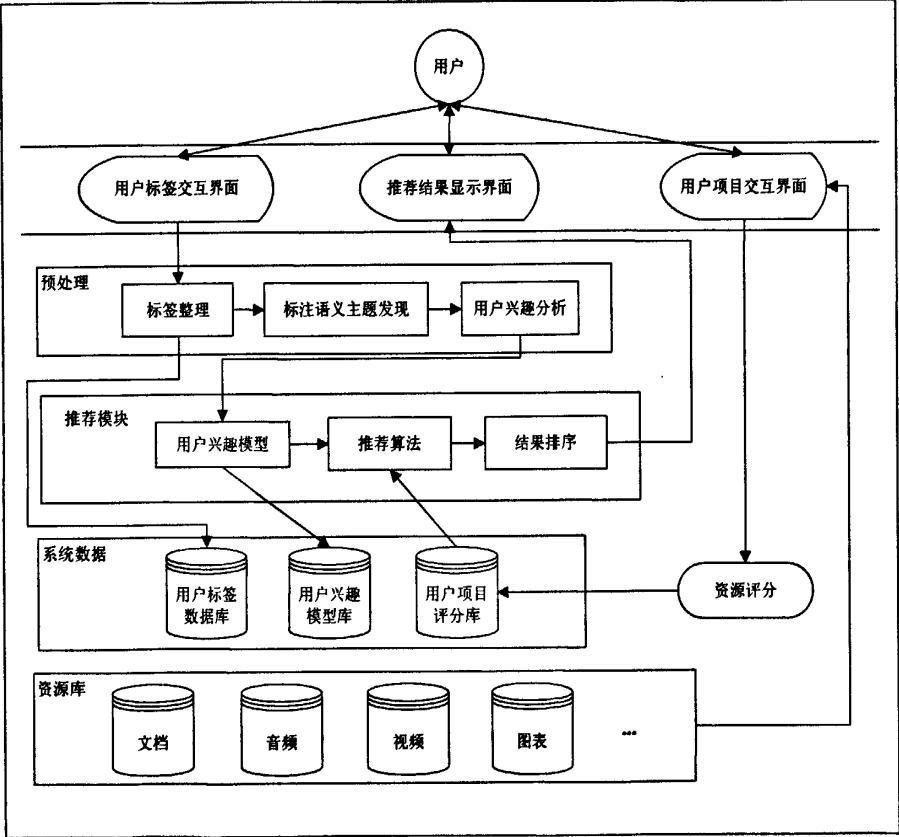 用户
用户标签交互界面
推荐结果显示界面
用户项目交互界面
预处理
标签整理
标注语义主题发现
用户兴趣分析
推荐模块
用户兴趣模型
推荐算法
结果排序
系统数据
用户标签
数据库
用户兴趣
模型库
用户项目
评分库
资源评分
资源库
文档
音频
视频
图表
...